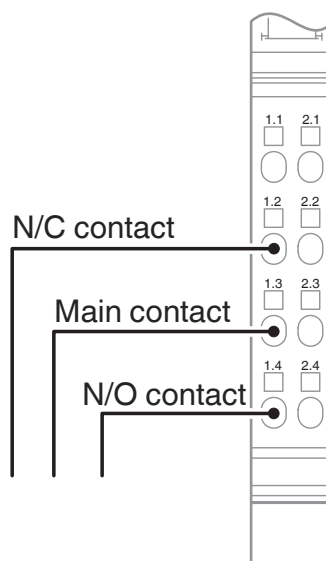 1.1 2.1
1.2 2.2
N/C contact
1.3 2.3
Main contact
1.4 2.4
N/O contact